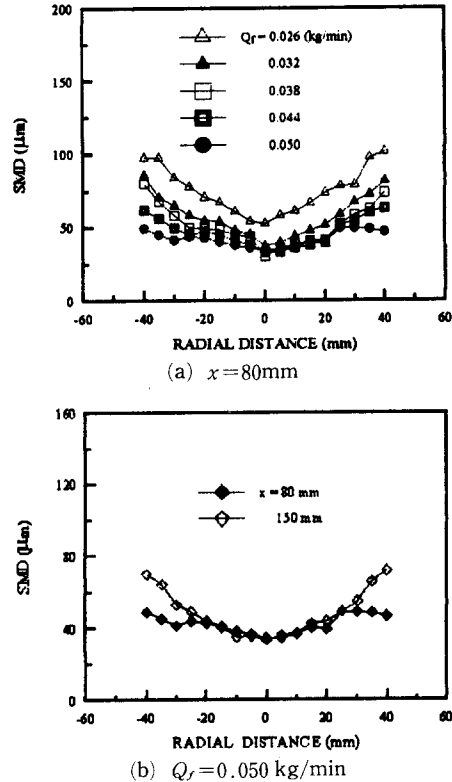 200
150
100
50
0
SMD (μm)
Qf = 0.026 (kg/min)
0.032
0.038
0.044
0.050
-60 -40 -20 0 20 40 60
RADIAL DISTANCE (mm)
(a) x=80mm
160
120
80
40
0
SMD (μm)
x = 80 mm
150 mm
-60 -40 -20 0 20 40 60
RADIAL DISTANCE (mm)
(b) Qf=0.050 kg/min